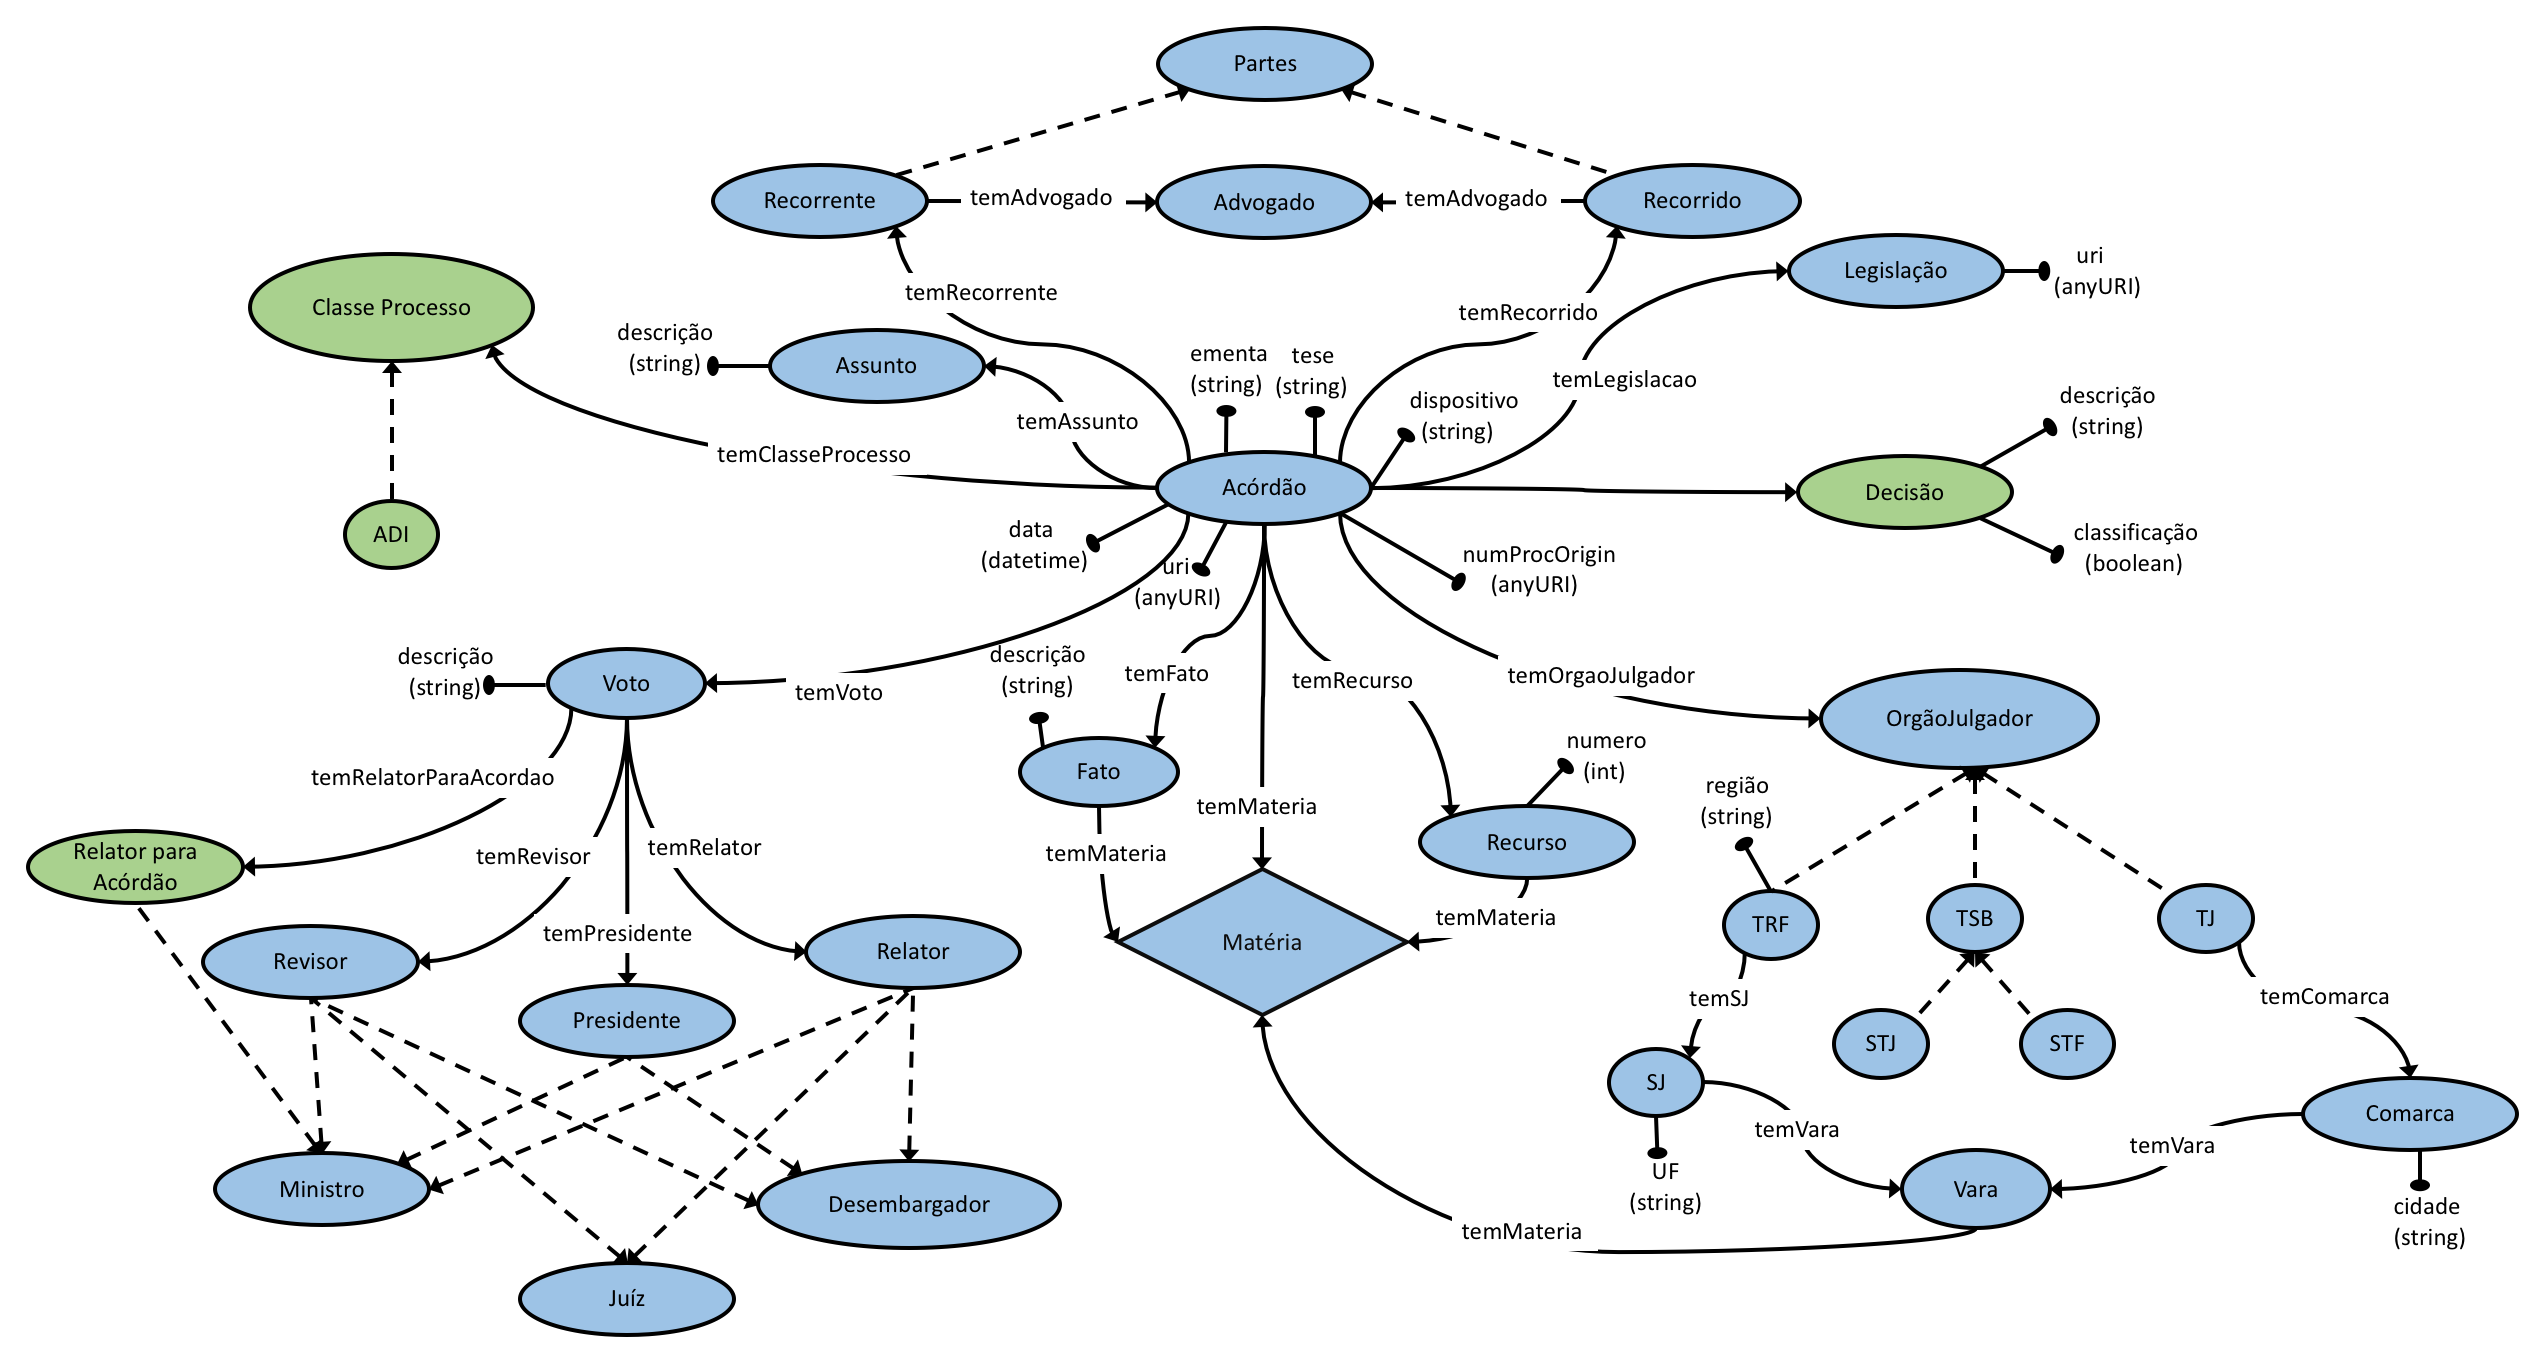 Partes
Recorrente
temAdvogado
Advogado
temAdvogado
Recorrido
Legislação
uri
(anyURI)
Classe Processo
temRecorrente
temRecorrido
descrição
(string)
Assunto
ementa
(string)
tese
(string)
temLegislacao
dispositivo
(string)
descrição
(string)
temAssunto
temClasseProcesso
Acórdão
Decisão
ADI
data
(datetime)
uri
(anyURI)
numProcOrigin
(anyURI)
classificação
(boolean)
descrição
(string)
Voto
temVoto
descrição
(string)
temFato
temRecurso
temOrgaoJulgador
OrgãoJulgador
temRelatorParaAcordao
Fato
numero
(int)
região
(string)
temMateria
Relator para
Acórdão
temRevisor
temRelator
temMateria
Recurso
temPresidente
temMateria
TRF
TSB
TJ
Revisor
Relator
Matéria
temSJ
temComarca
Presidente
STJ
STF
SJ
Comarca
temVara
temVara
Ministro
Desembargador
UF
(string)
Vara
cidade
(string)
temMateria
Juíz